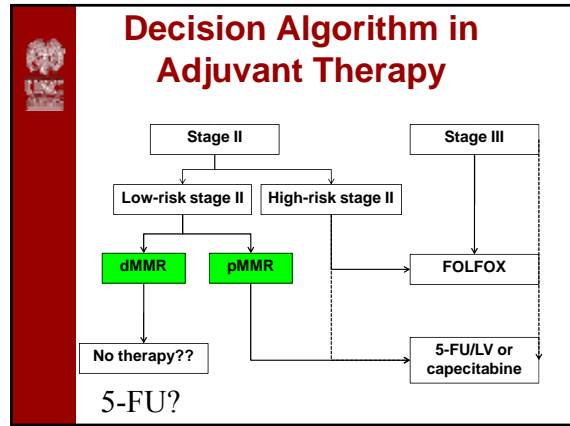 Decision Algorithm in
Adjuvant Therapy
Stage II
Stage III
Low-risk stage II
High-risk stage II
dMMR
pMMR
FOLFOX
No therapy??
5-FU/LV or
capecitabine
5-FU?